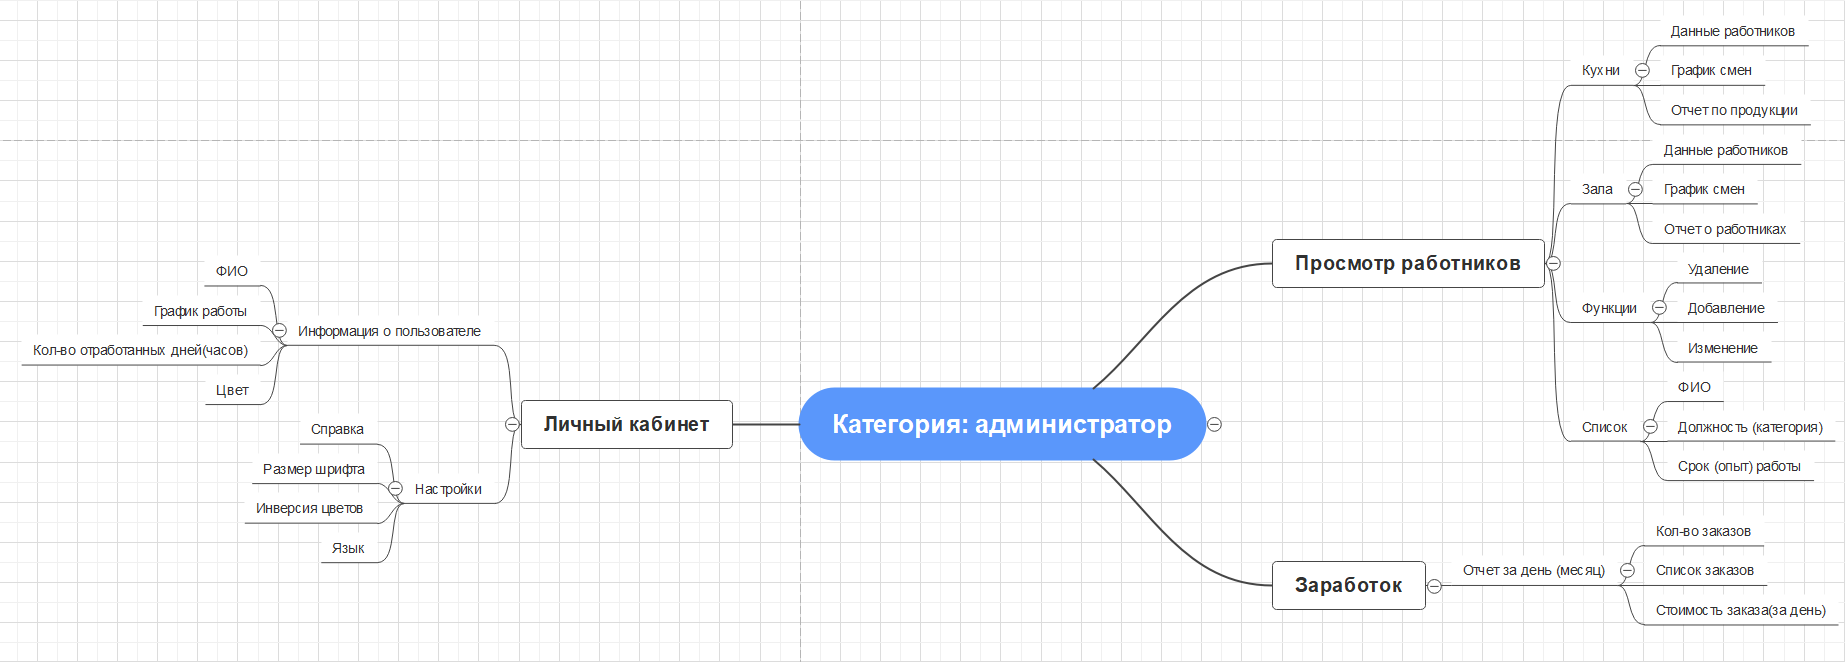 Категория: администратор
Просмотр работников
Кухни
Данные работников
График смен
Отчет по продукции
Зала
Данные работников
График смен
Отчет о работниках
Функции
Удаление
Добавление
Изменение
Список
ФИО
Должность (категория)
Срок (опыт) работы
Заработок
Отчет за день (месяц)
Кол-во заказов
Список заказов
Стоимость заказа(за день)
Личный кабинет
Информация о пользователе
ФИО
График работы
Кол-во отработанных дней(часов)
Цвет
Настройки
Справка
Размер шрифта
Инверсия цветов
Язык